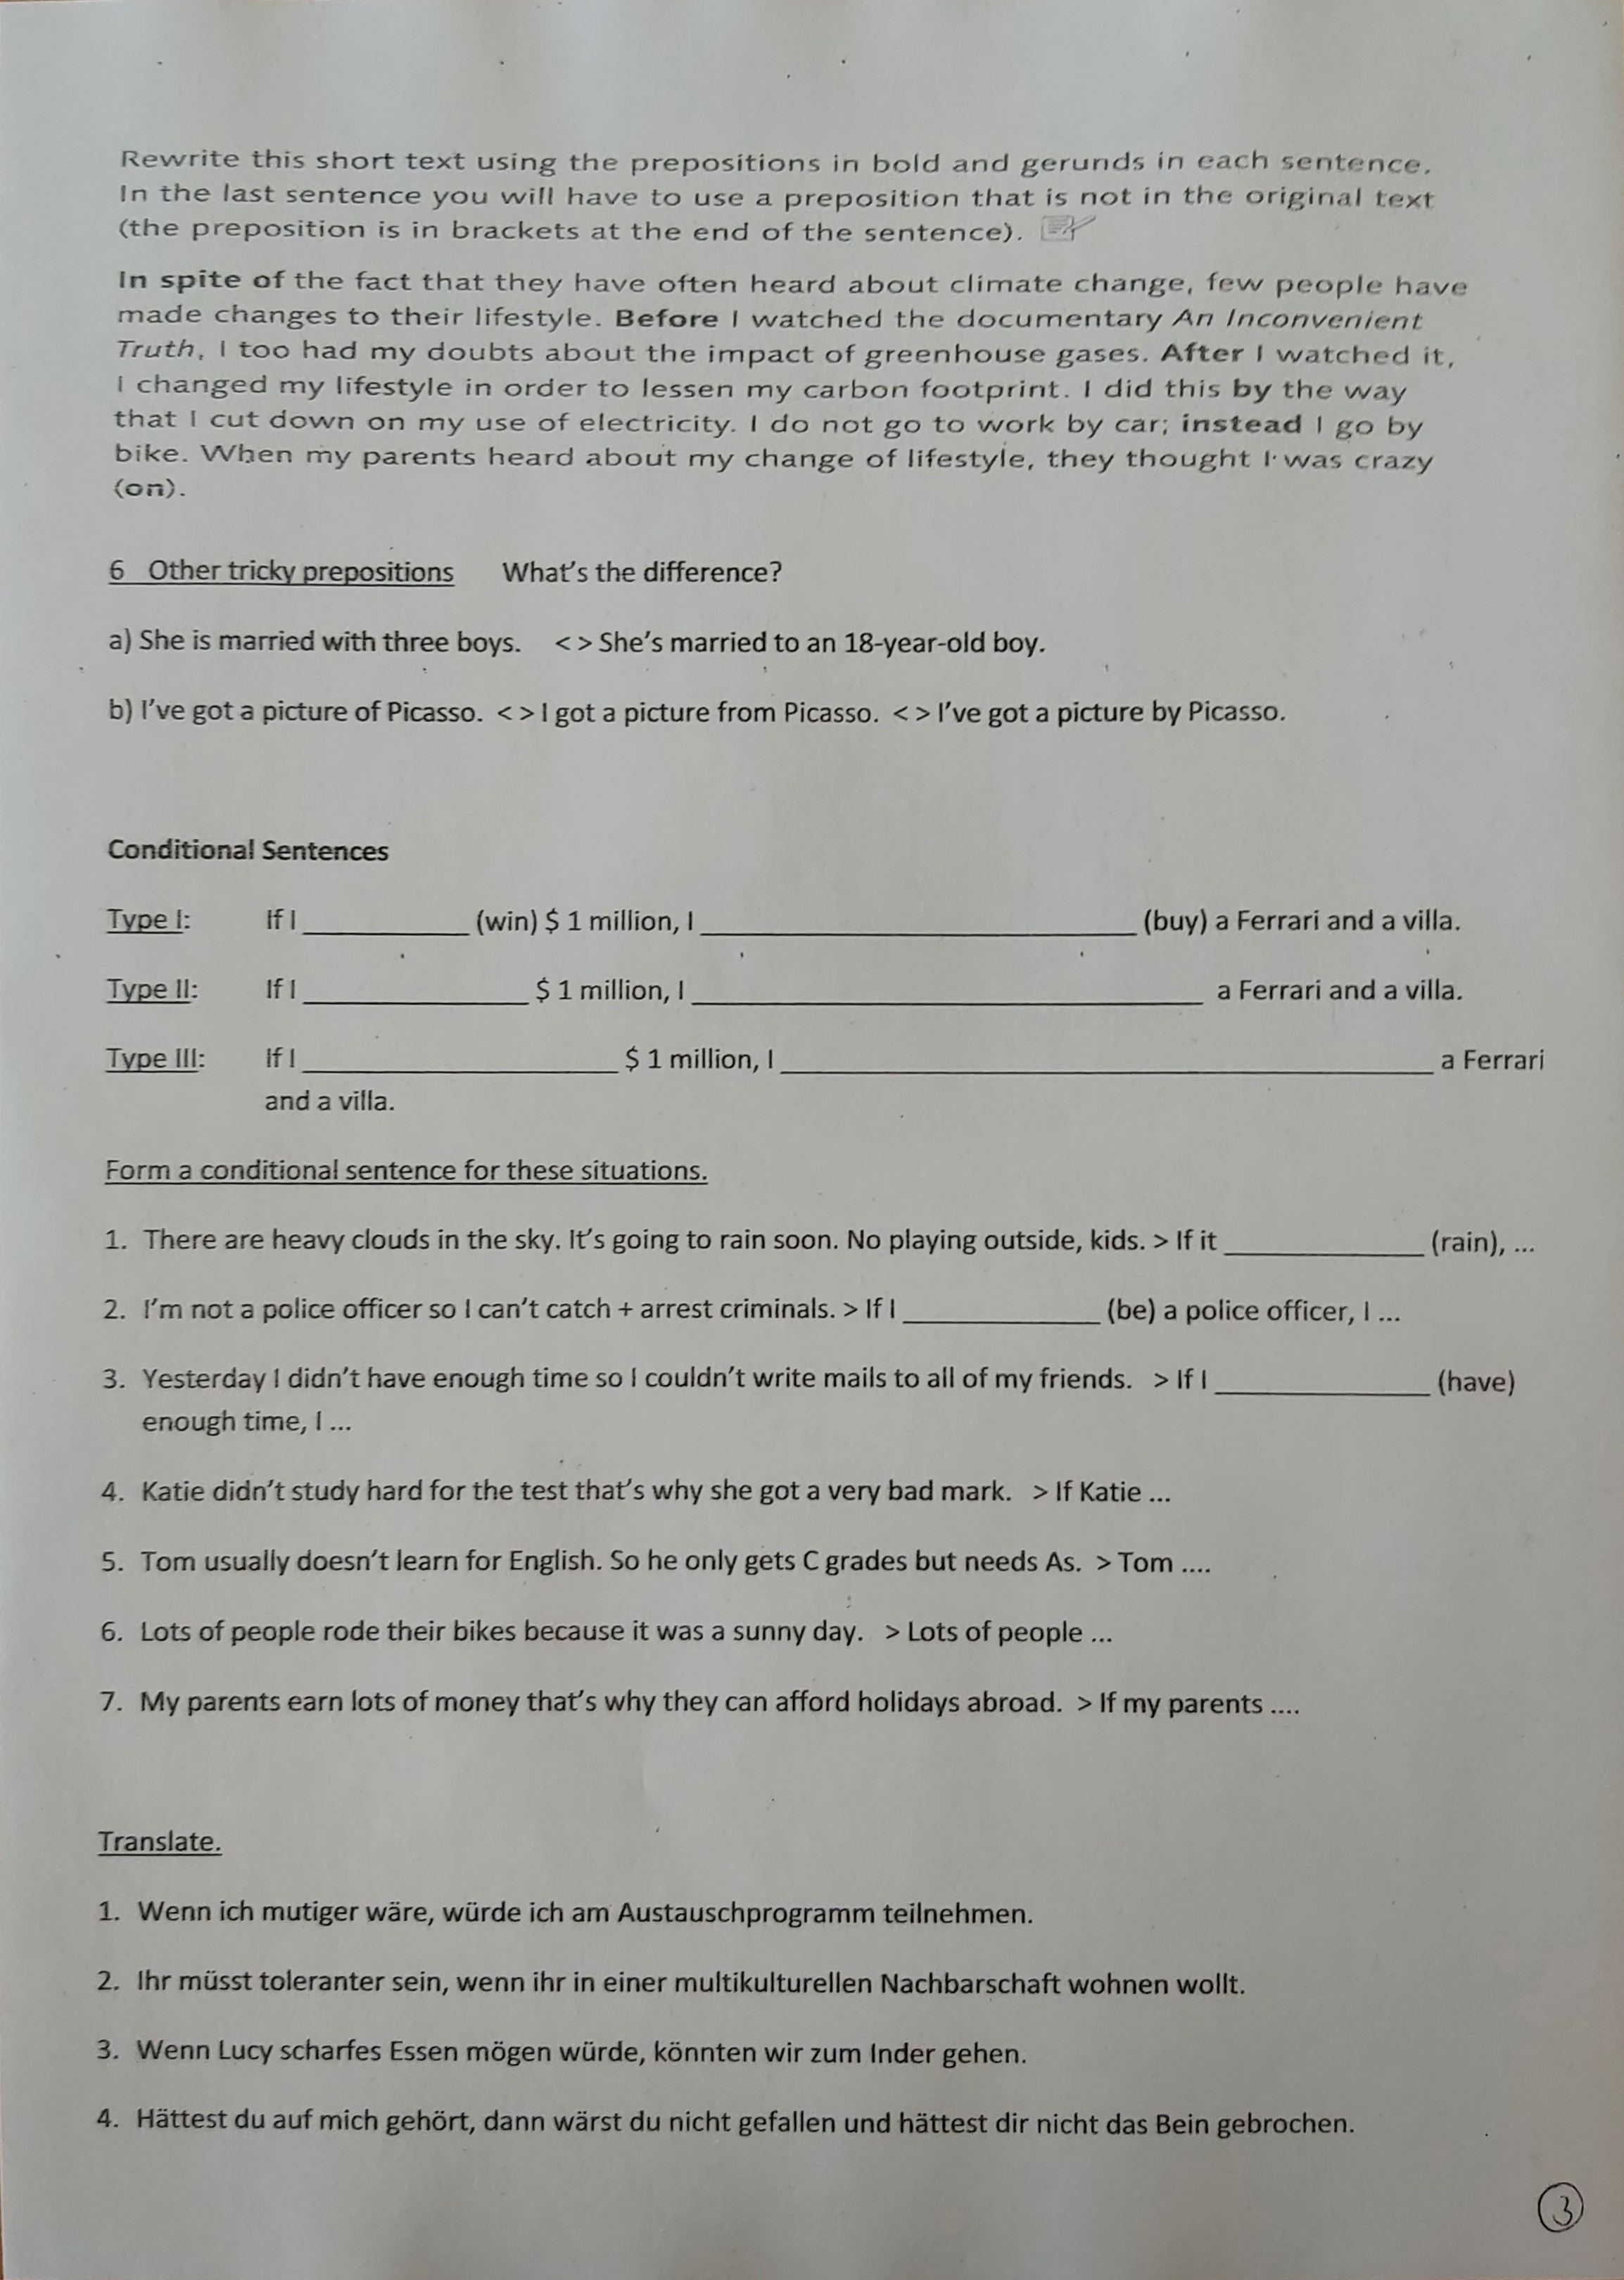 Rewrite this short text using the prepositions in bold and gerunds in each sentence.
In the last sentence you will have to use a preposition that is not in the original text
(the preposition is in brackets at the end of the sentence).
In spite of the fact that they have often heard about climate change, few people have
made changes to their lifestyle. Before I watched the documentary An Inconvenient
Truth, I too had my doubts about the impact of greenhouse gases. After I watched it,
I changed my lifestyle in order to lessen my carbon footprint. I did this by the way
that I cut down on my use of electricity. I do not go to work by car; instead I go by
bike. When my parents heard about my change of lifestyle, they thought I was crazy
(on).
6 Other tricky prepositions What's the difference?
a) She is married with three boys. < > She's married to an 18-year-old boy.
b) I've got a picture of Picasso. < > I got a picture from Picasso. < > I've got a picture by Picasso.
Conditional Sentences
Type I: If I ____________ (win) $ 1 million, I ________________________________ (buy) a Ferrari and a villa.
Type II: If I ________________ $ 1 million, I ______________________________________ a Ferrari and a villa.
Type III: If I _______________________ $ 1 million, I ________________________________________________ a Ferrari
and a villa.
Form a conditional sentence for these situations.
1. There are heavy clouds in the sky. It's going to rain soon. No playing outside, kids. > If it ______________ (rain), ...
2. I'm not a police officer so I can't catch + arrest criminals. > If I ______________ (be) a police officer, I ...
3. Yesterday I didn't have enough time so I couldn't write mails to all of my friends. > If I ________________ (have)
enough time, I ...
4. Katie didn't study hard for the test that's why she got a very bad mark. > If Katie ...
5. Tom usually doesn't learn for English. So he only gets C grades but needs As. > Tom ....
6. Lots of people rode their bikes because it was a sunny day. > Lots of people ...
7. My parents earn lots of money that's why they can afford holidays abroad. > If my parents ....
Translate.
1. Wenn ich mutiger wäre, würde ich am Austauschprogramm teilnehmen.
2. Ihr müsst toleranter sein, wenn ihr in einer multikulturellen Nachbarschaft wohnen wollt.
3. Wenn Lucy scharfes Essen mögen würde, könnten wir zum Inder gehen.
4. Hättest du auf mich gehört, dann wärst du nicht gefallen und hättest dir nicht das Bein gebrochen.
3